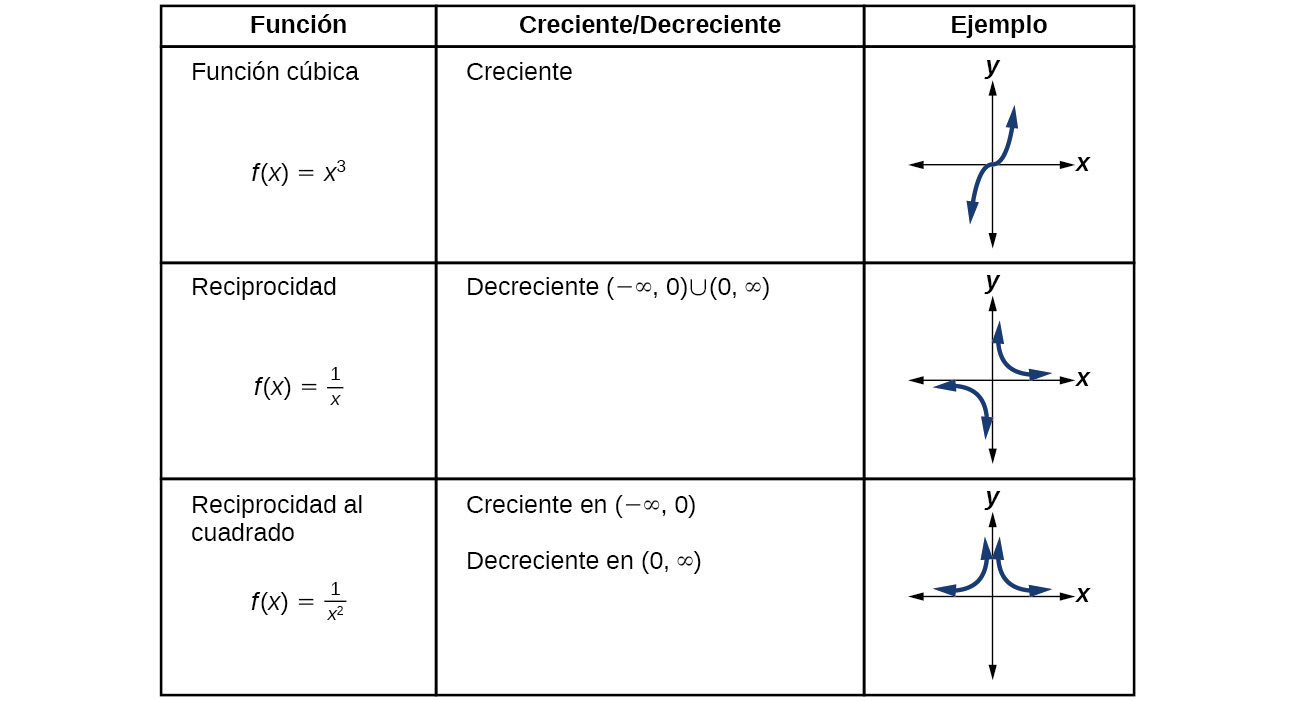 Función Creciente/Decreciente Ejemplo
Función cúbica
f(x) = x³
Creciente
y
x
Reciprocidad
f(x) = 1/x
Decreciente (−∞, 0)∪(0, ∞)
y
x
Reciprocidad al
cuadrado
f(x) = 1/x²
Creciente en (−∞, 0)
Decreciente en (0, ∞)
y
x